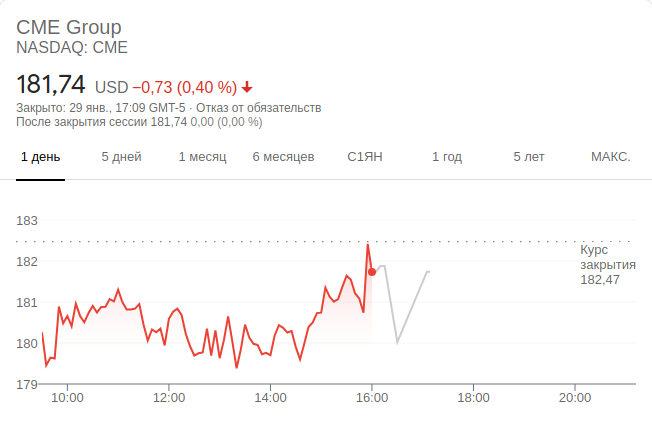 CME Group
NASDAQ: CME
181,74 USD −0,73 (0,40 %)
Закрыто: 29 янв., 17:09 GMT-5 · Отказ от обязательств
После закрытия сессии 181,74 0,00 (0,00 %)
1 день 5 дней 1 месяц 6 месяцев С1ЯН 1 год 5 лет МАКС.
183
182
181
180
179
Курс
закрытия
182,47
10:00 12:00 14:00 16:00 18:00 20:00